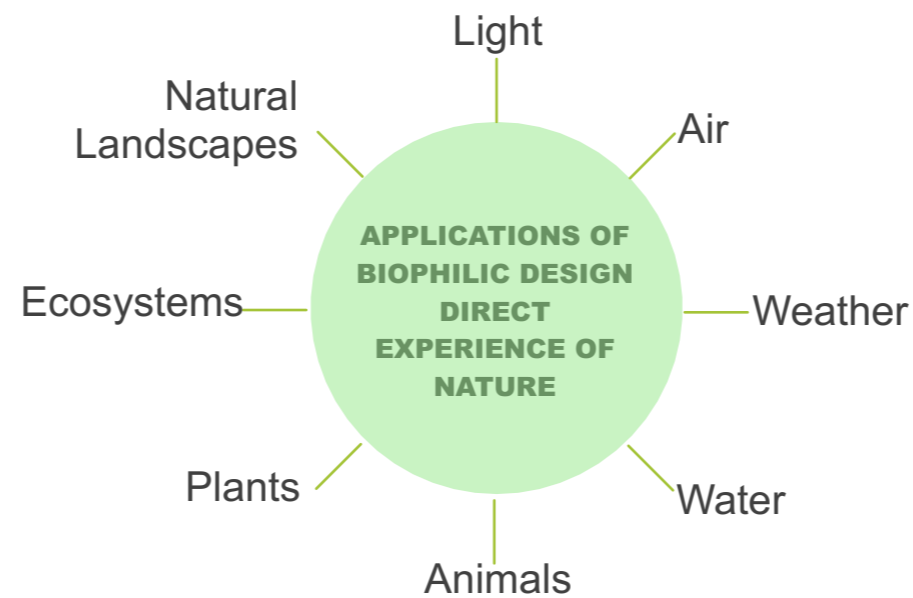 Light
Air
Weather
Water
Animals
Plants
Ecosystems
Natural
Landscapes
APPLICATIONS OF
BIOPHILIC DESIGN
DIRECT
EXPERIENCE OF
NATURE